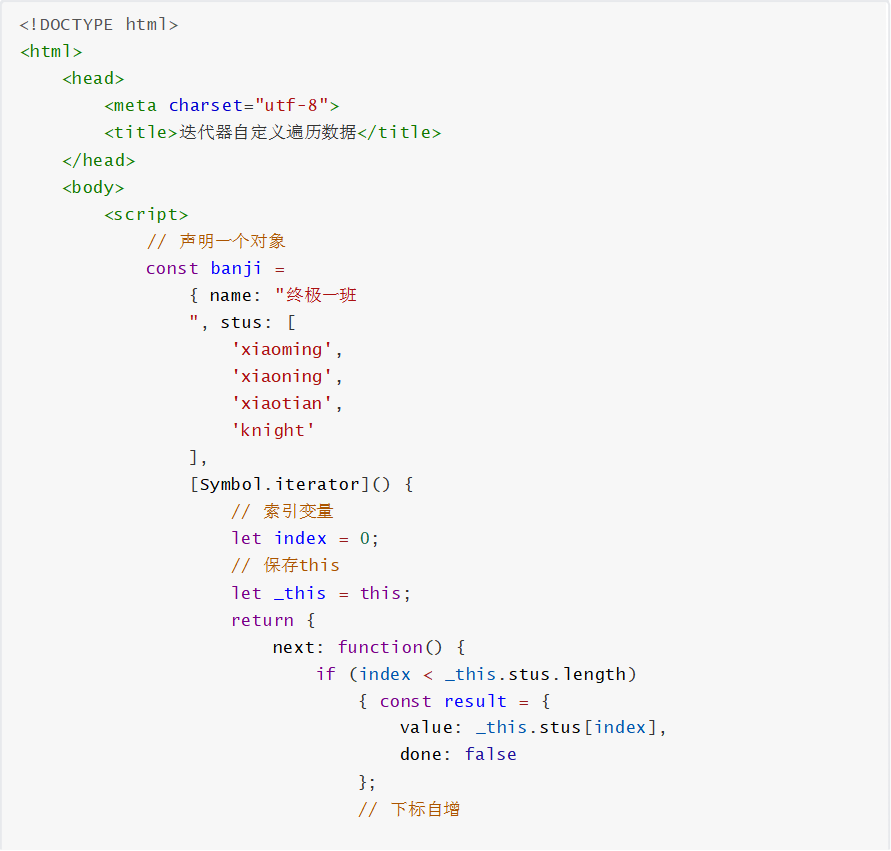 <!DOCTYPE html>
<html>
    <head>
        <meta charset="utf-8">
        <title>迭代器自定义遍历数据</title>
    </head>
    <body>
        <script>
            // 声明一个对象
            const banji =
                { name: "终极一班
                ", stus: [
                    'xiaoming',
                    'xiaoning',
                    'xiaotian',
                    'knight'
                ],
                [Symbol.iterator]() {
                    // 索引变量
                    let index = 0;
                    // 保存this
                    let _this = this;
                    return {
                        next: function() {
                            if (index < _this.stus.length)
                                { const result = {
                                    value: _this.stus[index],
                                    done: false
                                };
                                // 下标自增